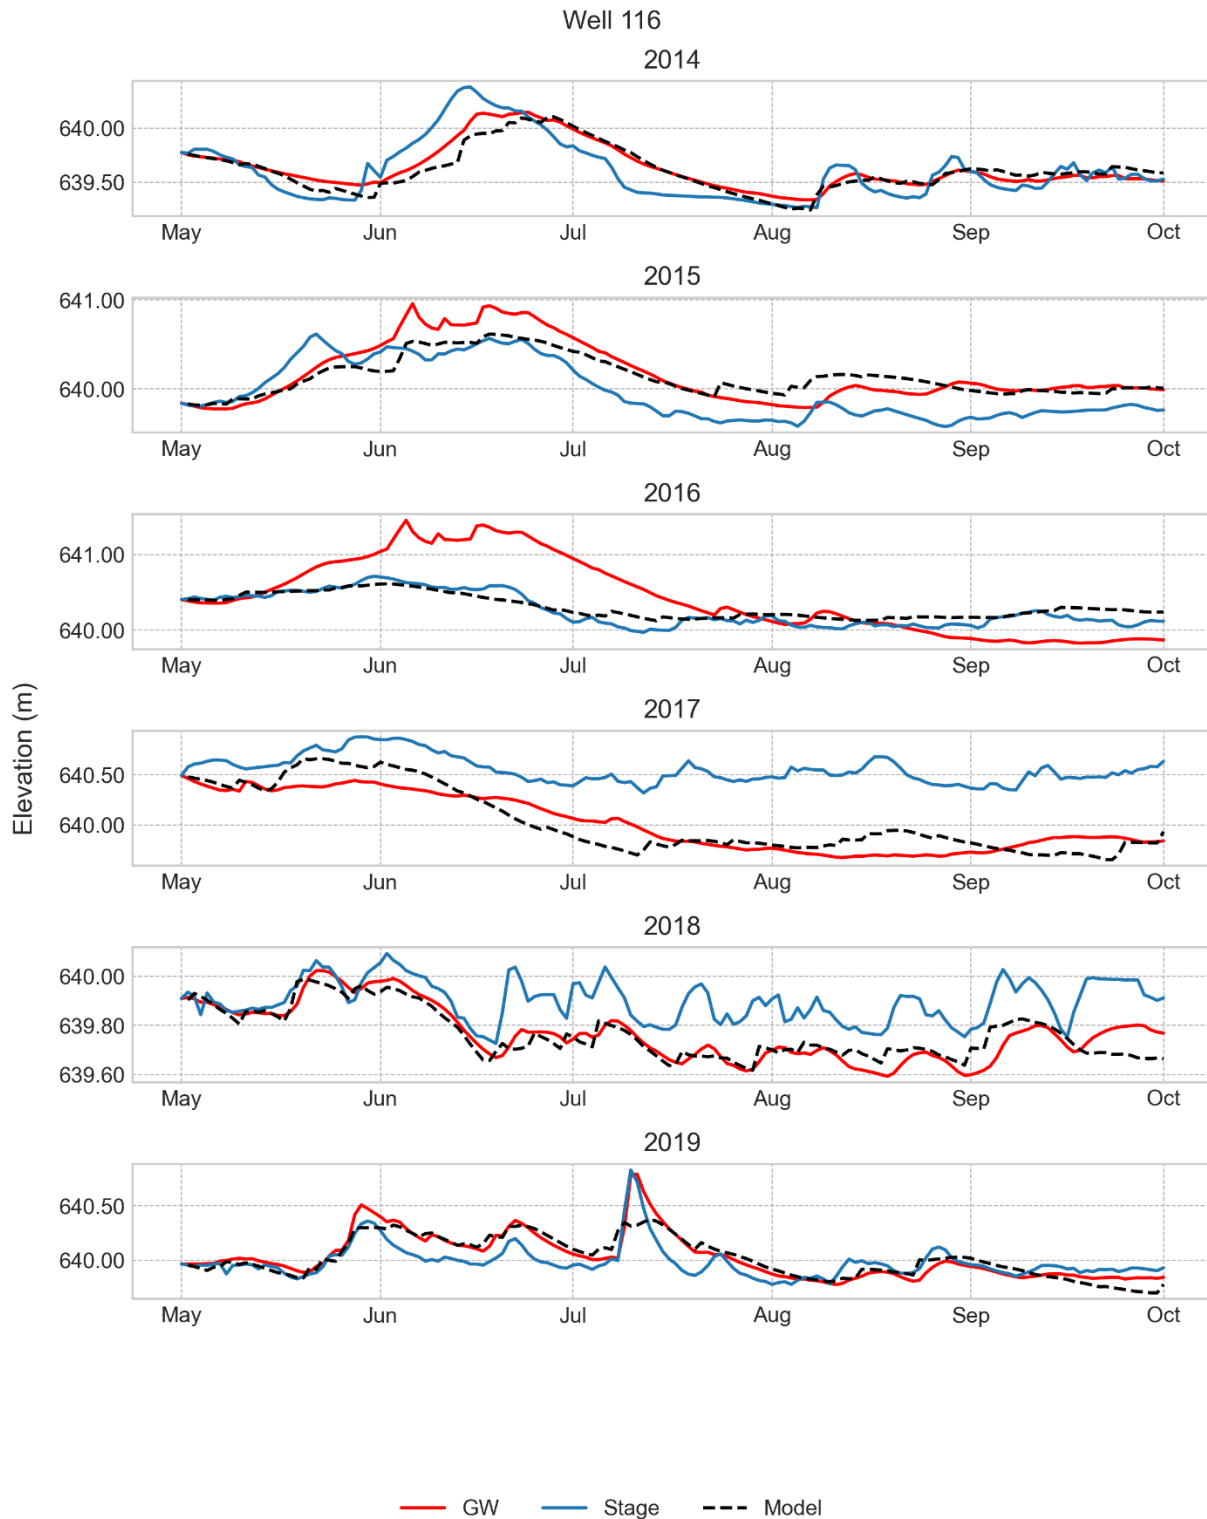 Well 116
2014
640.00
639.50
May Jun Jul Aug Sep Oct
2015
641.00
640.00
May Jun Jul Aug Sep Oct
2016
641.00
640.00
May Jun Jul Aug Sep Oct
Elevation (m)
2017
640.50
640.00
May Jun Jul Aug Sep Oct
2018
640.00
639.80
639.60
May Jun Jul Aug Sep Oct
2019
640.50
640.00
May Jun Jul Aug Sep Oct
GW Stage Model